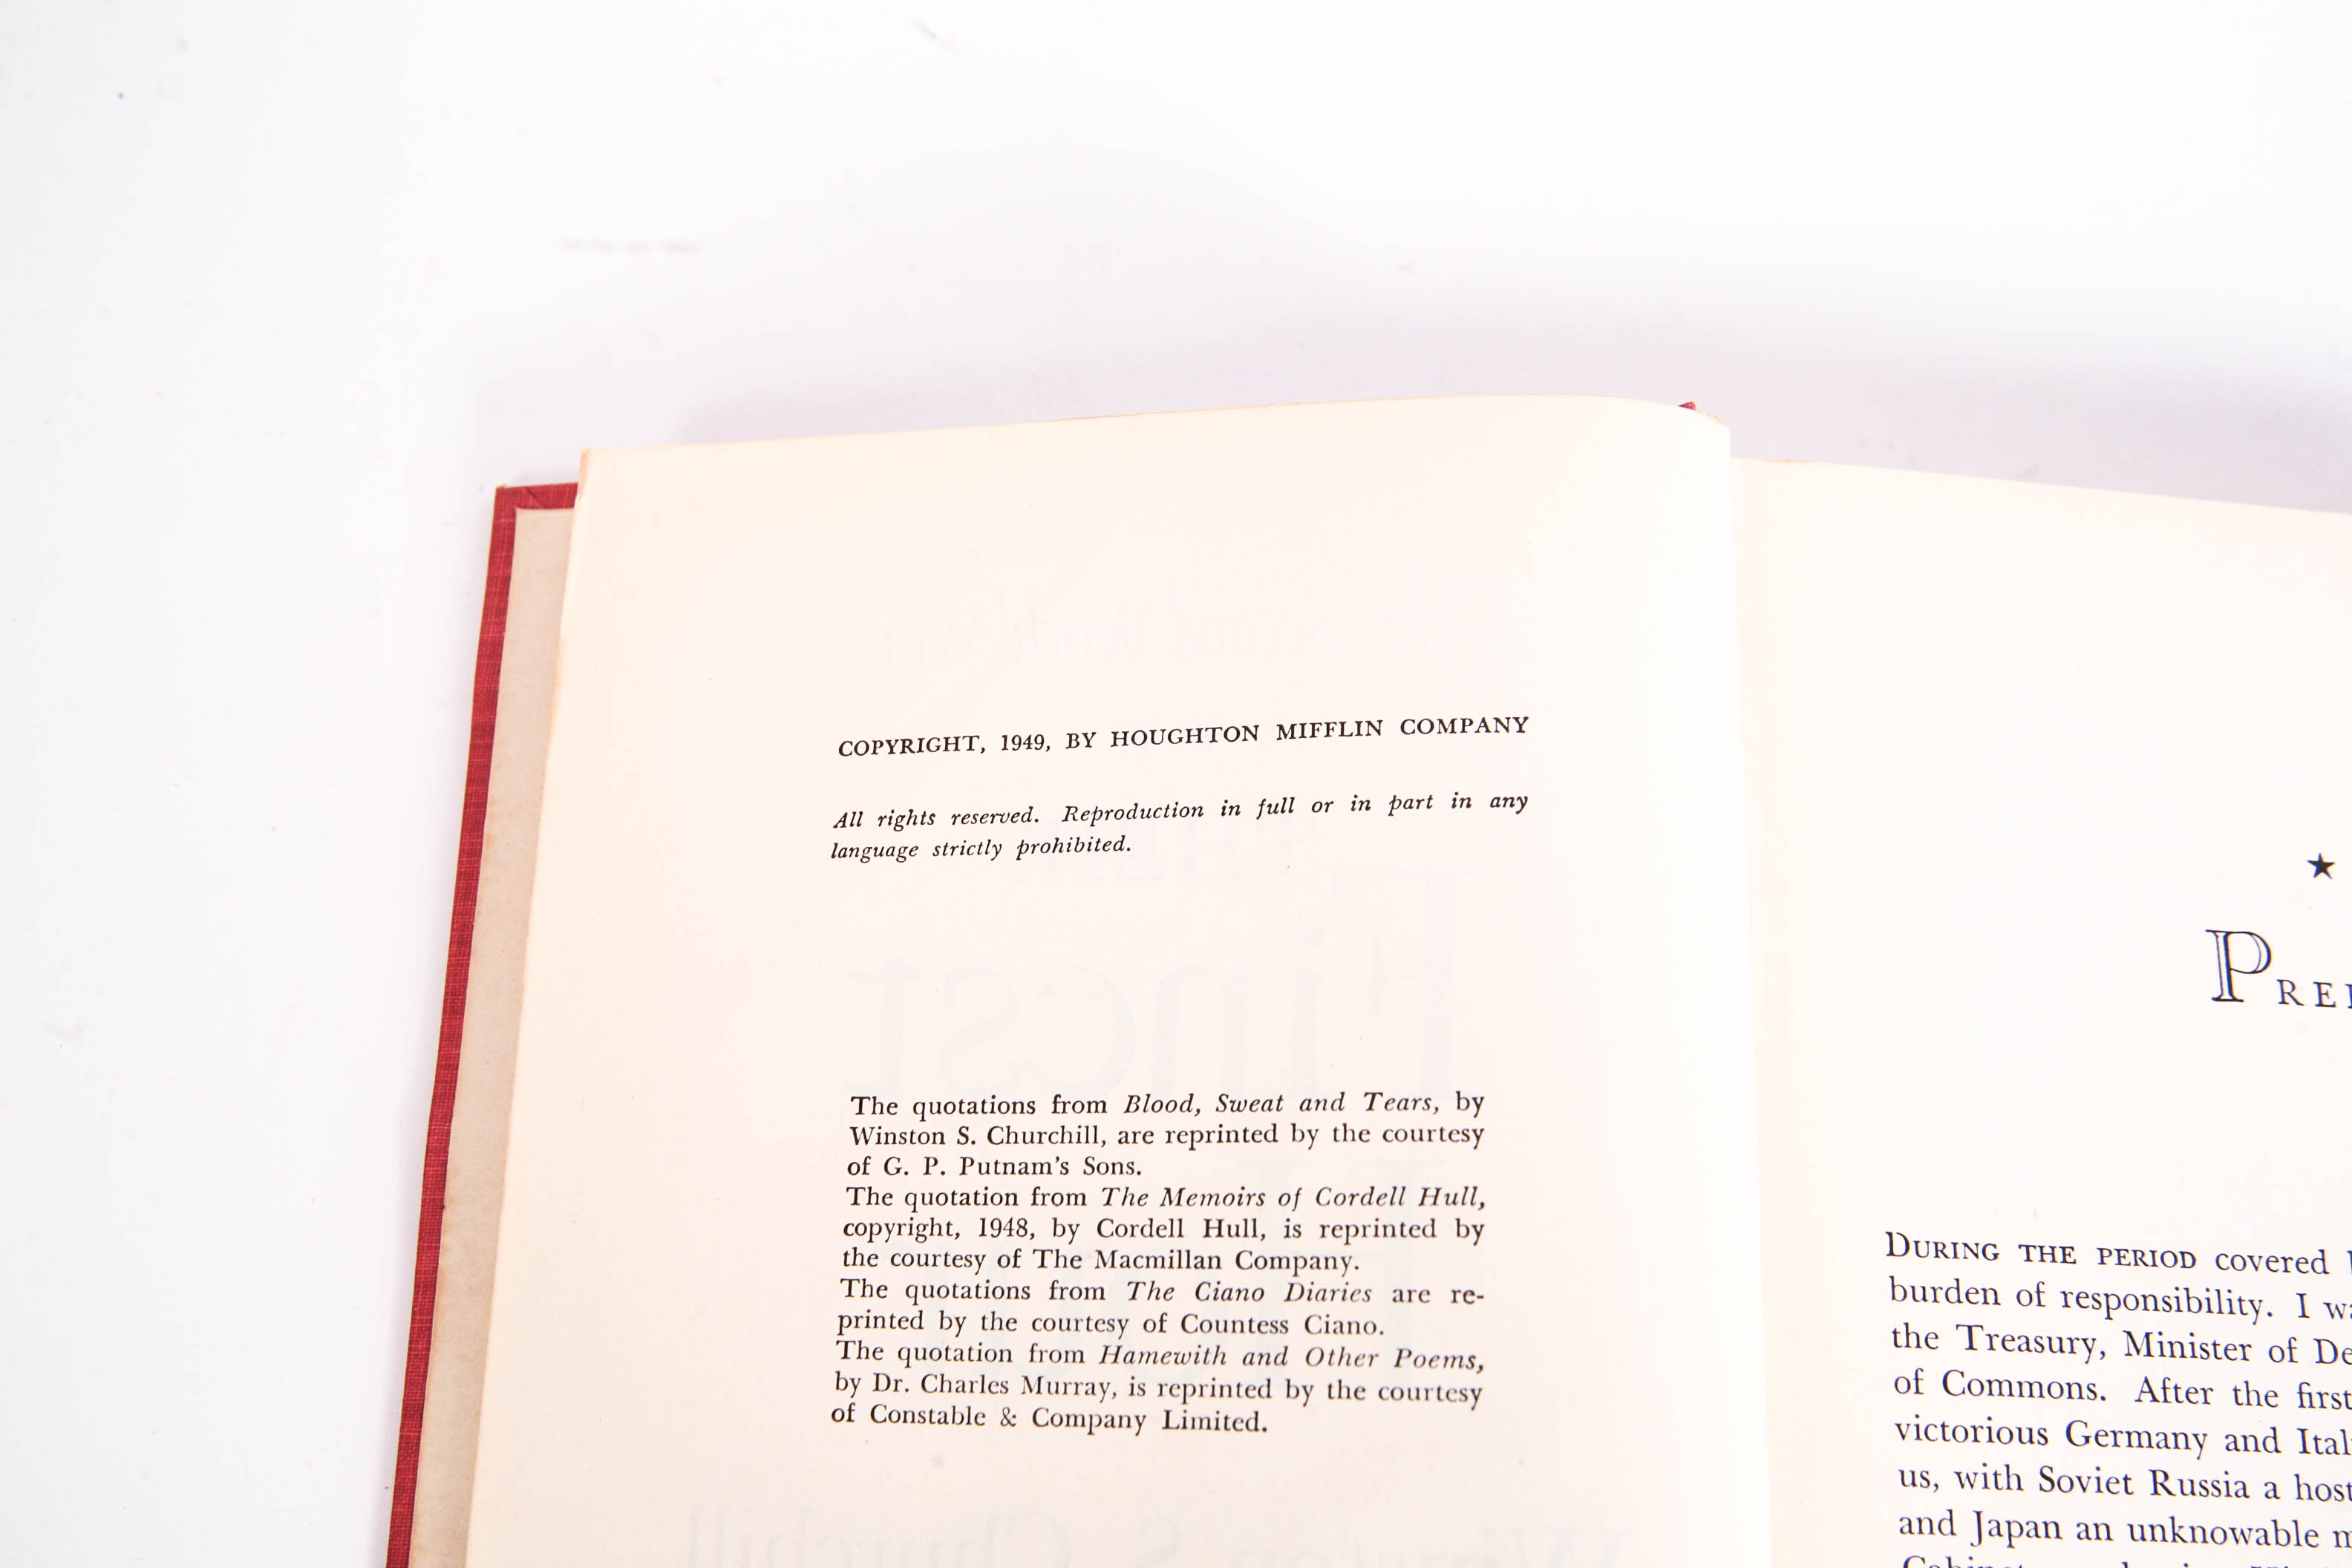 COPYRIGHT, 1949, BY HOUGHTON MIFFLIN COMPANY
All rights reserved. Reproduction in full or in part in any
language strictly prohibited.
The quotations from Blood, Sweat and Tears, by
Winston S. Churchill, are reprinted by the courtesy
of G. P. Putnam's Sons.
The quotation from The Memoirs of Cordell Hull,
copyright, 1948, by Cordell Hull, is reprinted by
the courtesy of The Macmillan Company.
The quotations from The Ciano Diaries are re-
printed by the courtesy of Countess Ciano.
The quotation from Hamewith and Other Poems,
by Dr. Charles Murray, is reprinted by the courtesy
of Constable & Company Limited.
★
DURING THE PERIOD covered
burden of responsibility. I
the Treasury, Minister of
of Commons. After the first
victorious Germany and
us, with Soviet Russia a
and Japan an unknowable